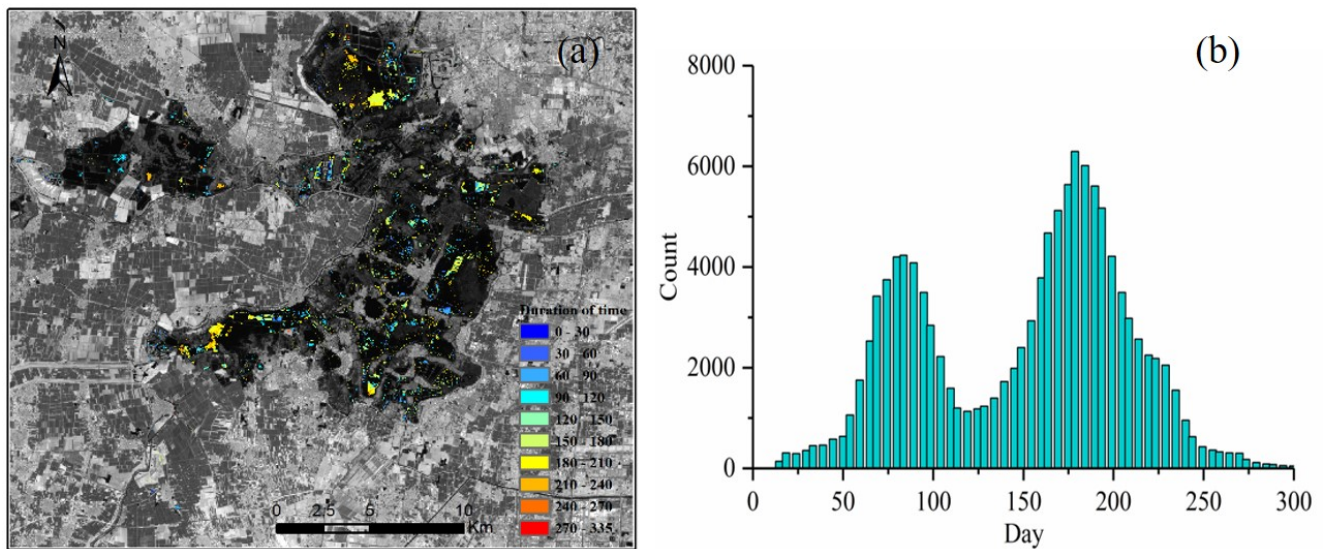 (a)
N
Duration of time
0 - 30
30 - 60
60 - 90
90 - 120
120 - 150
150 - 180
180 - 210
210 - 240
240 - 270
270 - 335
0 2.5 5 10
Km
(b)
Count
8000
6000
4000
2000
0
0 50 100 150 200 250 300
Day